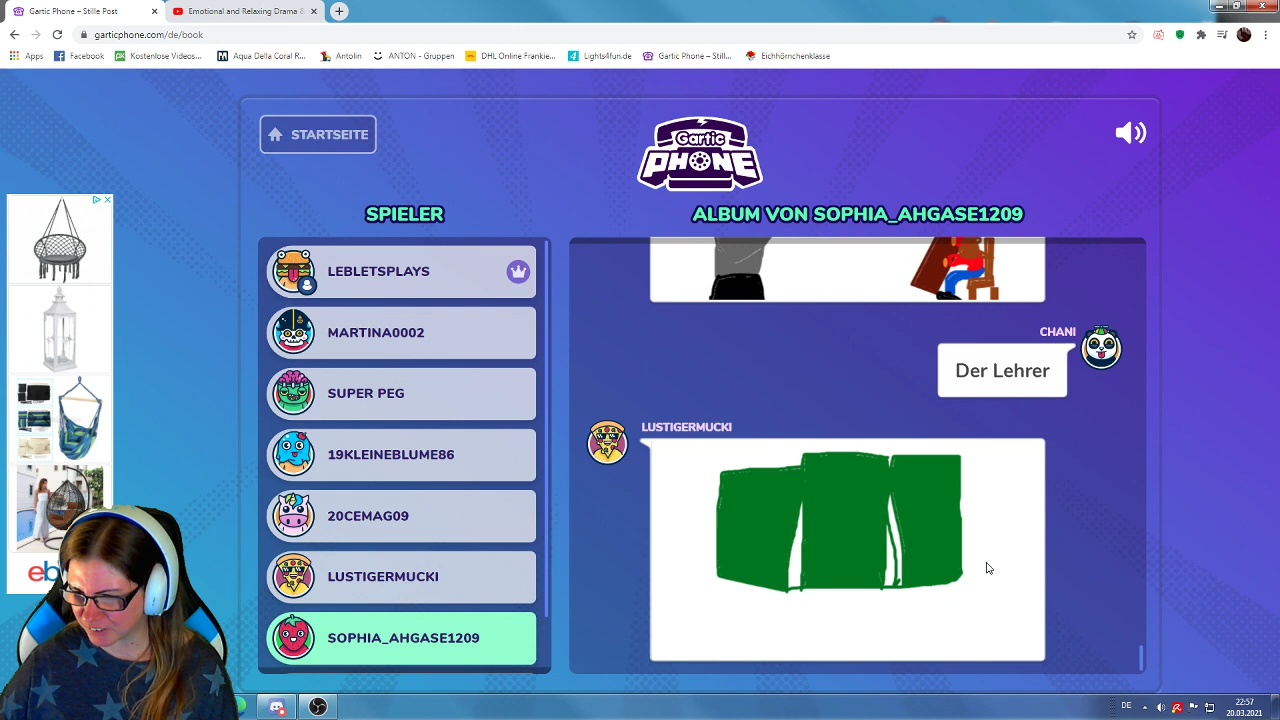 Gartic Phone – Stille Post
Emotional and Relaxing Drama &
garticphone.com/de/book
Apps
Facebook
Kostenlose Videos...
Aqua Della Coral R...
Antolin
ANTON - Gruppen
DHL Online Frankie...
Lights4fun.de
Gartic Phone – Still...
Eichhörnchenklasse
STARTSEITE
Gartic
PHONE
SPIELER
ALBUM VON SOPHIA_AHGASE1209
LEBLETSPLAYS
MARTINA0002
SUPER PEG
19KLEINEBLUME86
20CEMAG09
LUSTIGERMUCKI
SOPHIA_AHGASE1209
CHANI
Der Lehrer
LUSTIGERMUCKI
eb
DE
22:57
20.03.2021